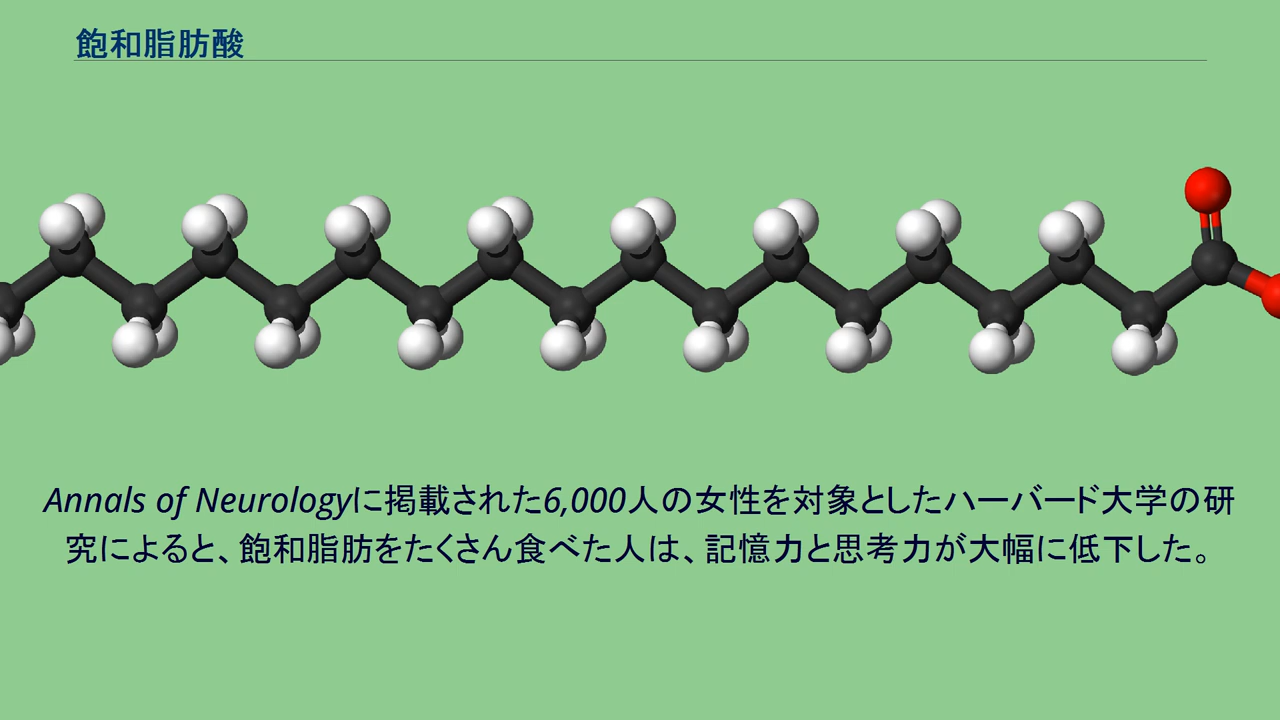 飽和脂肪酸
Annals of Neurologyに掲載された6,000人の女性を対象としたハーバード大学の研
究によると、飽和脂肪をたくさん食べた人は、記憶力と思考力が大幅に低下した。